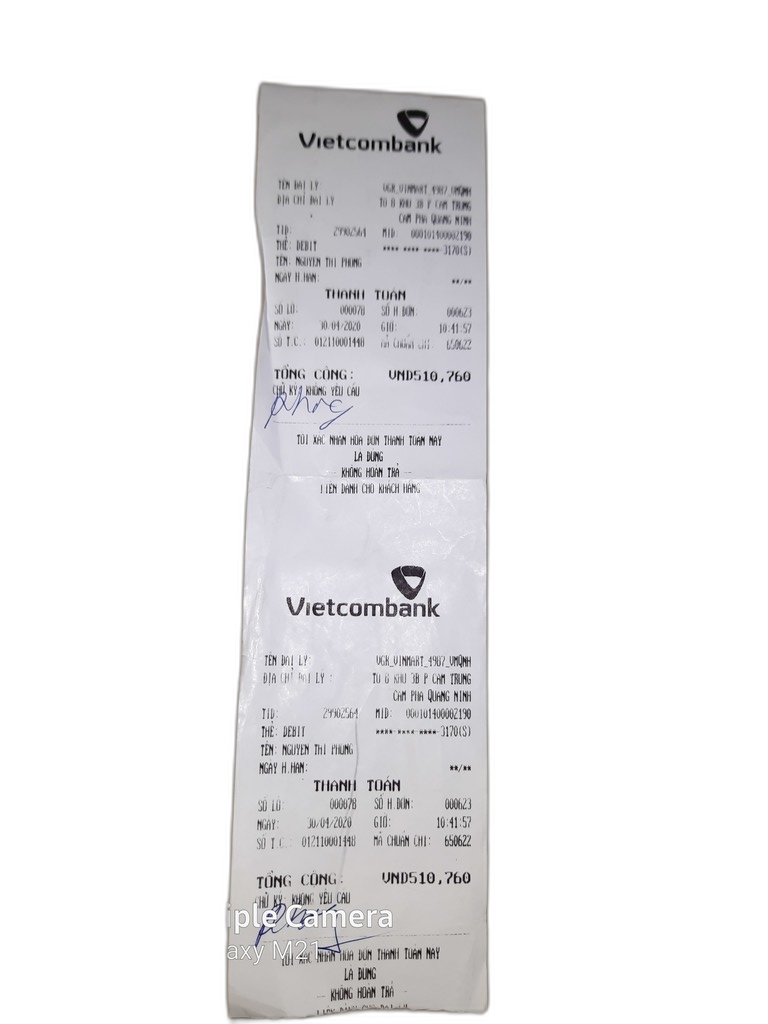 Vietcombank
TÊN ĐẠI LÝ VGR_VINMART_4987_VMQNH
ĐỊA CHỈ ĐẠI LÝ TO 8 KHU 3B P CAM TRUNG
CAM PHA QUANG NINH
TID: 29902564 MID: 000101400002190
THẺ: DEBIT **** **** **** 3170(S)
TÊN: NGUYEN THI PHUNG
NGAY H.HAN: **/**
THANH TOÁN
SỐ LÔ: 000078 SỐ H.ĐƠN: 000623
NGÀY: 30/04/2020 GIỜ: 10:41:57
SỐ T.C.: 012110001448 MÃ CHUẨN CHI: 650622
TỔNG CỘNG: VND510,760
CHỮ KÝ: KHÔNG YÊU CẦU
TÔI XÁC NHẬN HÓA ĐƠN THANH TOÁN NÀY
LÀ ĐÚNG
-- KHÔNG HOÀN TRẢ --
LIÊN DÀNH CHO KHÁCH HÀNG
Vietcombank
TÊN ĐẠI LÝ: VGR_VINMART_4987_VMQNH
ĐỊA CHỈ ĐẠI LÝ : TO 8 KHU 3B P CAM TRUNG
CAM PHA QUANG NINH
TID: 29902564 MID: 000101400002190
THẺ: DEBIT **** **** **** 3170(S)
TÊN: NGUYEN THI PHUNG
NGAY H.HAN: **/**
THANH TOÁN
SỐ LÔ: 000078 SỐ H.ĐƠN: 000623
NGÀY: 30/04/2020 GIỜ: 10:41:57
SỐ T.C.: 012110001448 MÃ CHUẨN CHI: 650622
TỔNG CỘNG: VND510,760
CHỮ KÝ: KHÔNG YÊU CẦU
iple Camera
axy M21
TÔI XÁC NHẬN HÓA ĐƠN THANH TOÁN NÀY
LÀ ĐÚNG
-- KHÔNG HOÀN TRẢ --